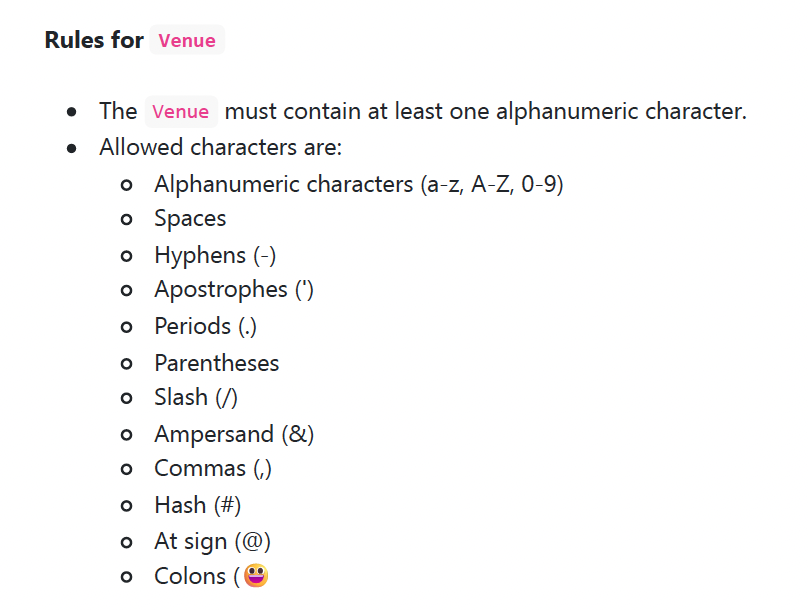 Rules for Venue
The Venue must contain at least one alphanumeric character.
Allowed characters are:
Alphanumeric characters (a-z, A-Z, 0-9)
Spaces
Hyphens (-)
Apostrophes (')
Periods (.)
Parentheses
Slash (/)
Ampersand (&)
Commas (,)
Hash (#)
At sign (@)
Colons (😃